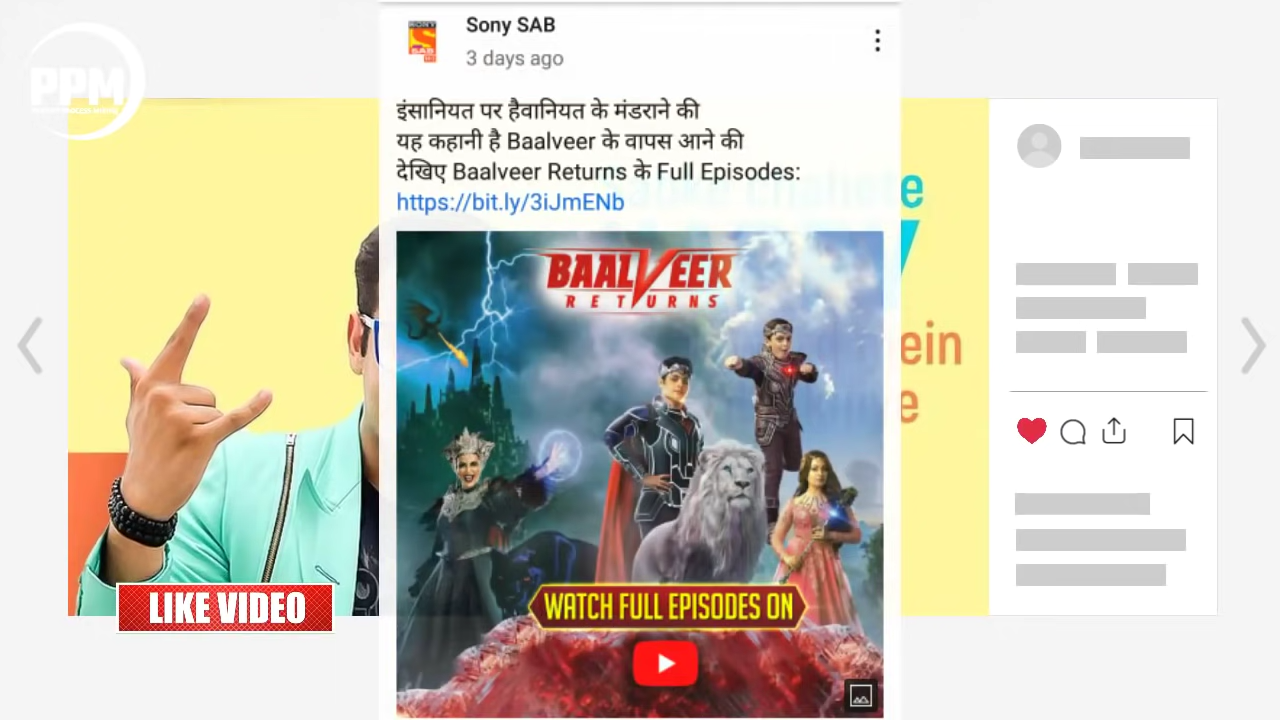 PPM
Sony SAB
3 days ago
इंसानियत पर हैवानियत के मंडराने की
यह कहानी है Baalveer के वापस आने की
देखिए Baalveer Returns के Full Episodes:
https://bit.ly/3iJmENb
BAALVEER
RETURNS
ein
WATCH FULL EPISODES ON
LIKE VIDEO